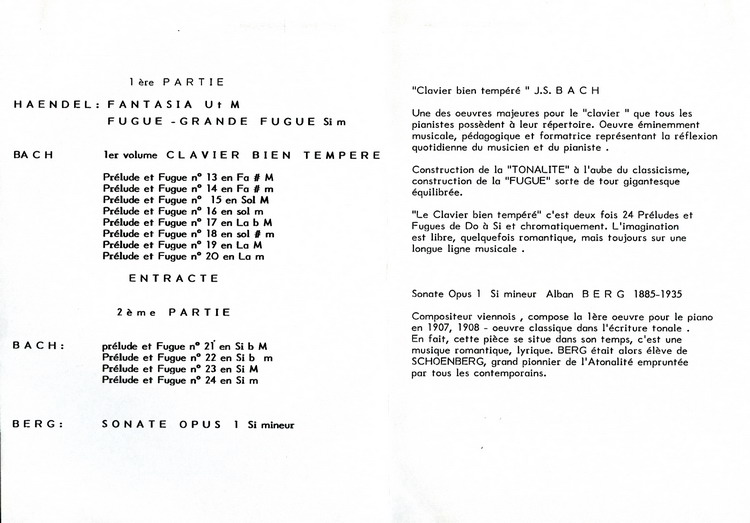 1ère PARTIE
HAENDEL: FANTASIA Ut M
FUGUE - GRANDE FUGUE Si m
BACH 1er volume CLAVIER BIEN TEMPERE
Prélude et Fugue n° 13 en Fa # M
Prélude et Fugue n° 14 en Fa # m
Prélude et Fugue n° 15 en Sol M
Prélude et Fugue n° 16 en sol m
Prélude et Fugue n° 17 en La b M
Prélude et Fugue n° 18 en sol # m
Prélude et Fugue n° 19 en La M
Prélude et Fugue n° 20 en La m
ENTRACTE
2ème PARTIE
BACH: prélude et Fugue n° 21 en Si b M
Prélude et Fugue n° 22 en Si b m
Prélude et Fugue n° 23 en Si M
Prélude et Fugue n° 24 en Si m
BERG: SONATE OPUS 1 Si mineur
"Clavier bien tempéré " J.S. BACH
Une des oeuvres majeures pour le "clavier " que tous les
pianistes possèdent à leur répertoire. Oeuvre éminemment
musicale, pédagogique et formatrice représentant la réflexion
quotidienne du musicien et du pianiste .
Construction de la "TONALITE" à l'aube du classicisme,
construction de la "FUGUE" sorte de tour gigantesque
équilibrée.
"Le Clavier bien tempéré" c'est deux fois 24 Préludes et
Fugues de Do à Si et chromatiquement. L'imagination
est libre, quelquefois romantique, mais toujours sur une
longue ligne musicale .
Sonate Opus 1 Si mineur Alban BERG 1885-1935
Compositeur viennois , compose la 1ère oeuvre pour le piano
en 1907, 1908 - oeuvre classique dans l'écriture tonale .
En fait, cette pièce se situe dans son temps, c'est une
musique romantique, lyrique. BERG était alors élève de
SCHOENBERG, grand pionnier de l'Atonalité empruntée
par tous les contemporains.